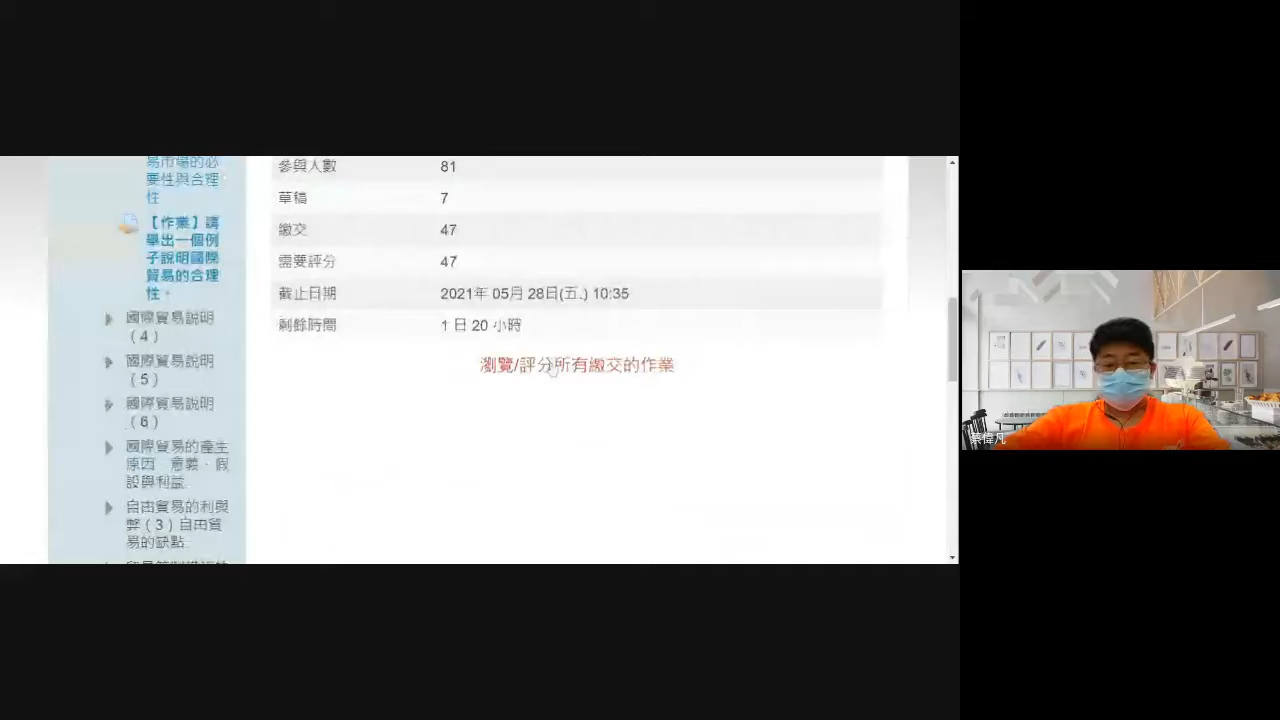 易市場的必
要性與合理
性
【作業】請
舉出一個例
子說明國際
貿易的合理
性。
國際貿易說明
(4)
國際貿易說明
(5)
國際貿易說明
(6)
國際貿易的產生
原因 意義、假
設與利益
自由貿易的利與
弊(3)自由貿
易的缺點
參與人數 81
草稿 7
繳交 47
需要評分 47
截止日期 2021年 05月 28日(五.) 10:35
剩餘時間 1 日 20 小時
瀏覽/評分所有繳交的作業
蔡偉凡